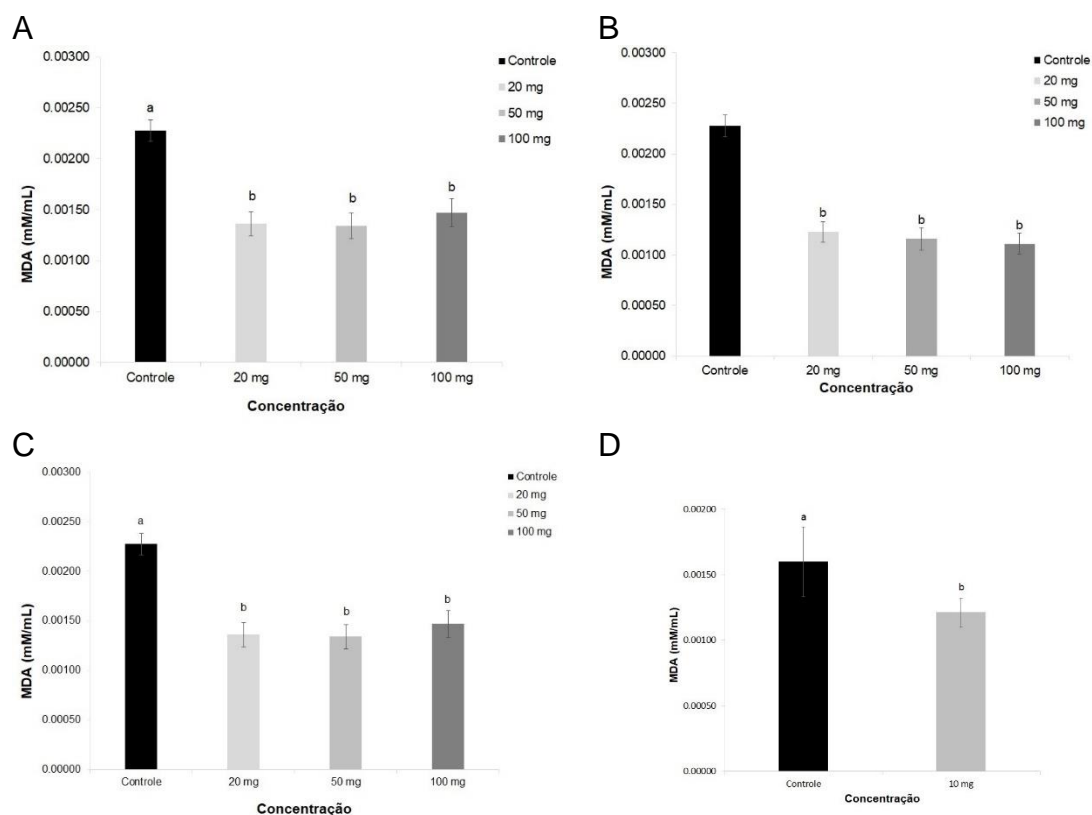 A
0.00300
0.00250
0.00200
0.00150
0.00100
0.00050
0.00000
MDA (mM/mL)
a
b
b
b
Controle
20 mg
50 mg
100 mg
Concentração
Controle
20 mg
50 mg
100 mg
B
0.00300
0.00250
0.00200
0.00150
0.00100
0.00050
0.00000
MDA (mM/mL)
b
b
b
Controle
20 mg
50 mg
100 mg
Concentração
Controle
20 mg
50 mg
100 mg
C
0.00300
0.00250
0.00200
0.00150
0.00100
0.00050
0.00000
MDA (mM/mL)
a
b
b
b
Controle
20 mg
50 mg
100 mg
Concentração
Controle
20 mg
50 mg
100 mg
D
0.00200
0.00150
0.00100
0.00050
0.00000
MDA (mM/mL)
a
b
Controle
10 mg
Concentração